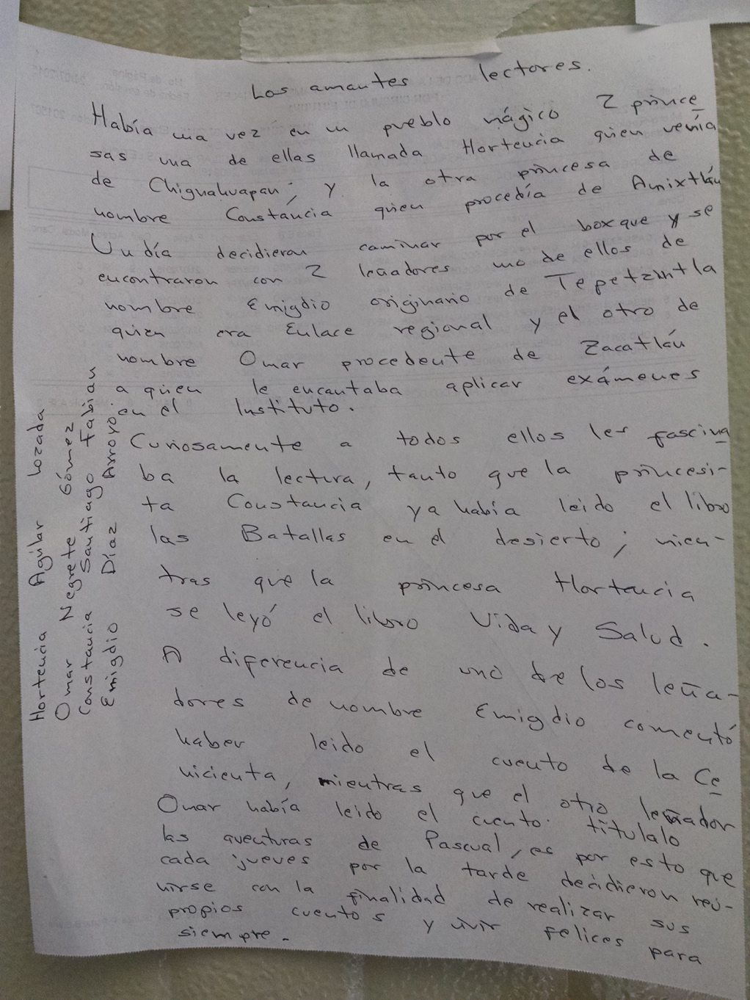 Los amantes lectores.
Había una vez en un pueblo mágico 2 prince
sas una de ellas llamada Hortencia quien venía
de Chignahuapan; y la otra princesa de
nombre Constancia quien procedía de Amixtlán
Un día decidieron caminar por el boxque y se
encontraron con 2 leñadores uno de ellos de
nombre Emigdio originario de Tepetzintla
quien era Enlace regional y el otro de
nombre Omar procedente de Zacatlán
a quien le encantaba aplicar exámenes
en el Instituto.
Curiosamente a todos ellos les fascina
ba la lectura, tanto que la princesi-
ta Constancia ya había leido el libro
las Batallas en el desierto; mien-
tras que la princesa Hortencia
se leyó el libro Vida y Salud.
A diferencia de uno de los leña-
dores de nombre Emigdio comentó
haber leido el cuento de la Ce
nicienta, mientras que el otro leñador
Omar había leido el cuento titulalo
las aventuras de Pascual, es por esto que
cada jueves por la tarde decidieron reu-
nirse con la finalidad de realizar sus
propios cuentos y vivir felices para
siempre.
Hortencia Aguilar Lozada
Omar Negrete Gómez
Constancia Santiago Fabian
Emigdio Díaz Arroyo.